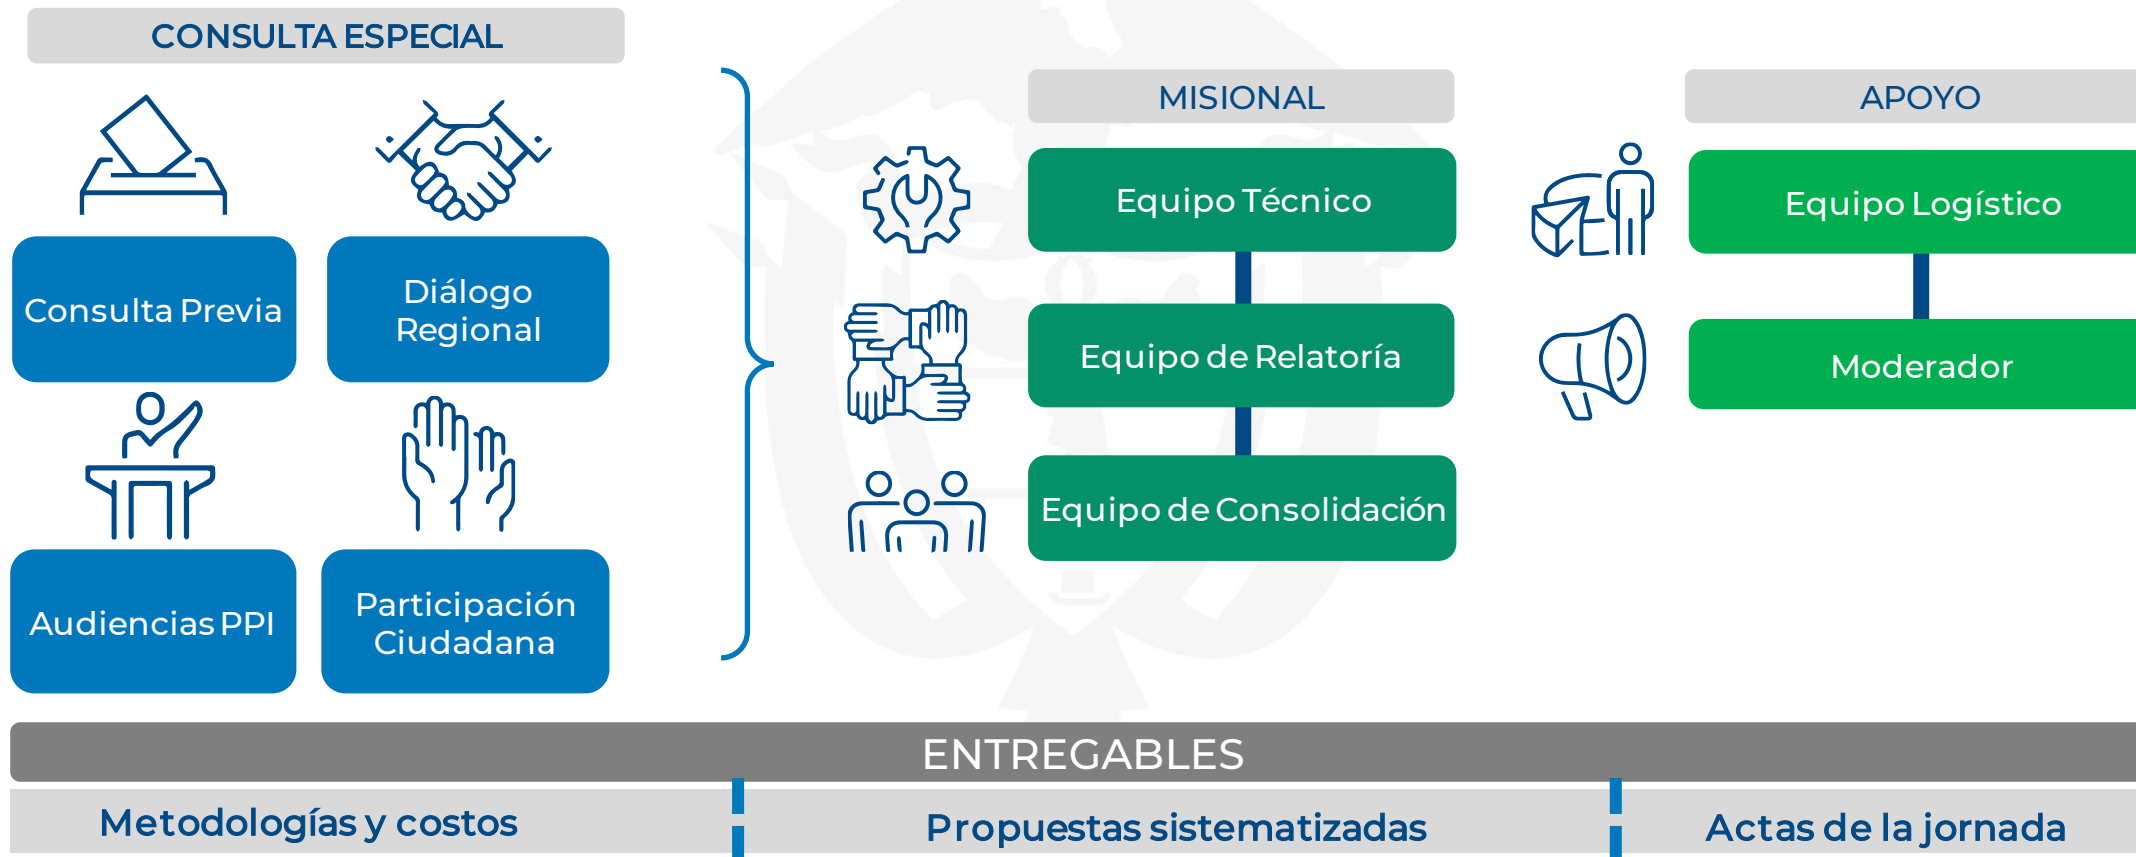 CONSULTA ESPECIAL
Consulta Previa
Diálogo
Regional
Audiencias PPI
Participación
Ciudadana
MISIONAL
Equipo Técnico
Equipo de Relatoría
Equipo de Consolidación
APOYO
Equipo Logístico
Moderador
ENTREGABLES
Metodologías y costos
Propuestas sistematizadas
Actas de la jornada